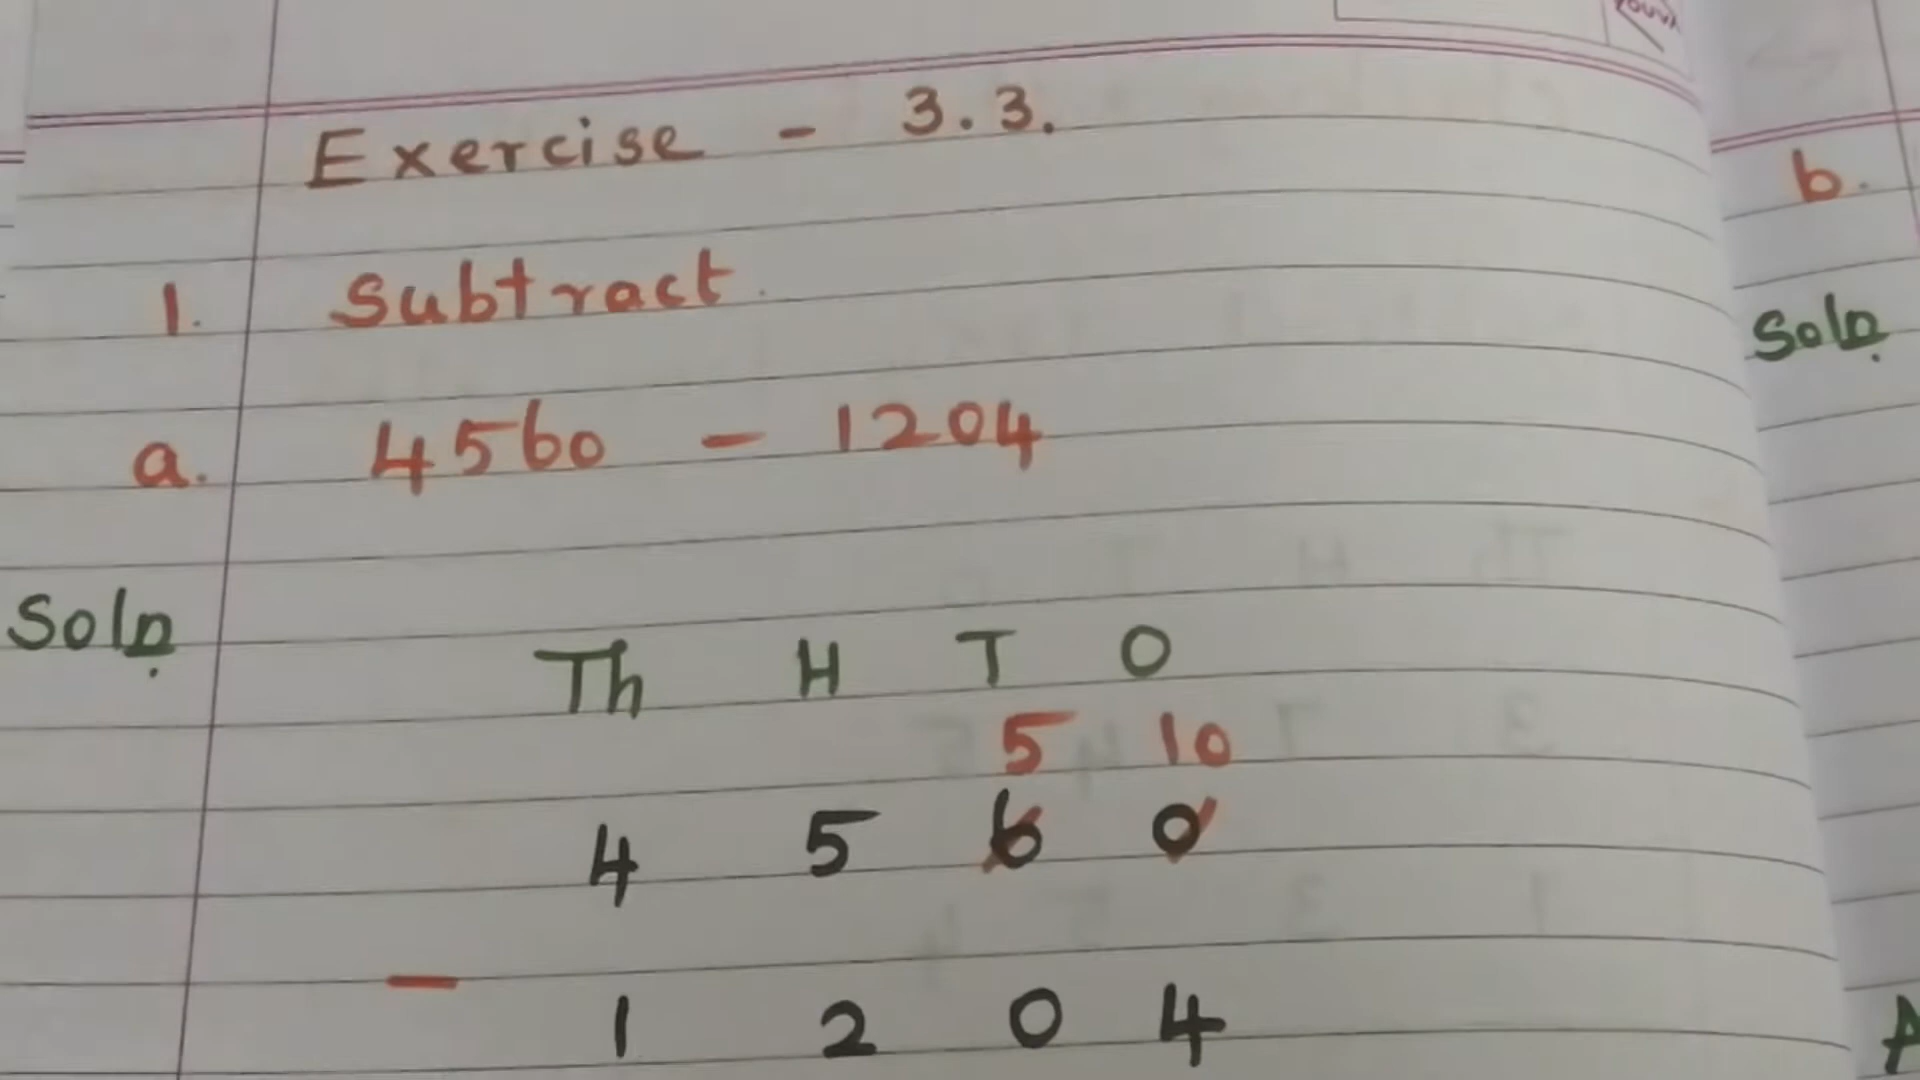 Exercise - 3.3.
1. Subtract.
a. 4560 - 1204
Soln
Th H T O
5 10
4 5 6 0
-
1 2 0 4
b.
Soln